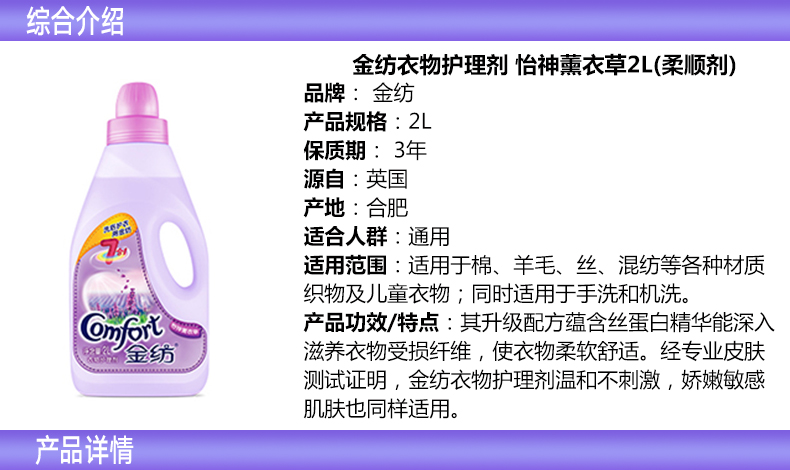 综合介绍
金纺衣物护理剂 怡神薰衣草2L(柔顺剂)
品牌： 金纺
产品规格：2L
保质期： 3年
源自：英国
产地：合肥
适合人群：通用
适用范围：适用于棉、羊毛、丝、混纺等各种材质
织物及儿童衣物；同时适用于手洗和机洗。
产品功效/特点：其升级配方蕴含丝蛋白精华能深入
滋养衣物受损纤维，使衣物柔软舒适。经专业皮肤
测试证明，金纺衣物护理剂温和不刺激，娇嫩敏感
肌肤也同样适用。
7合1
Comfort
金纺
产品详情